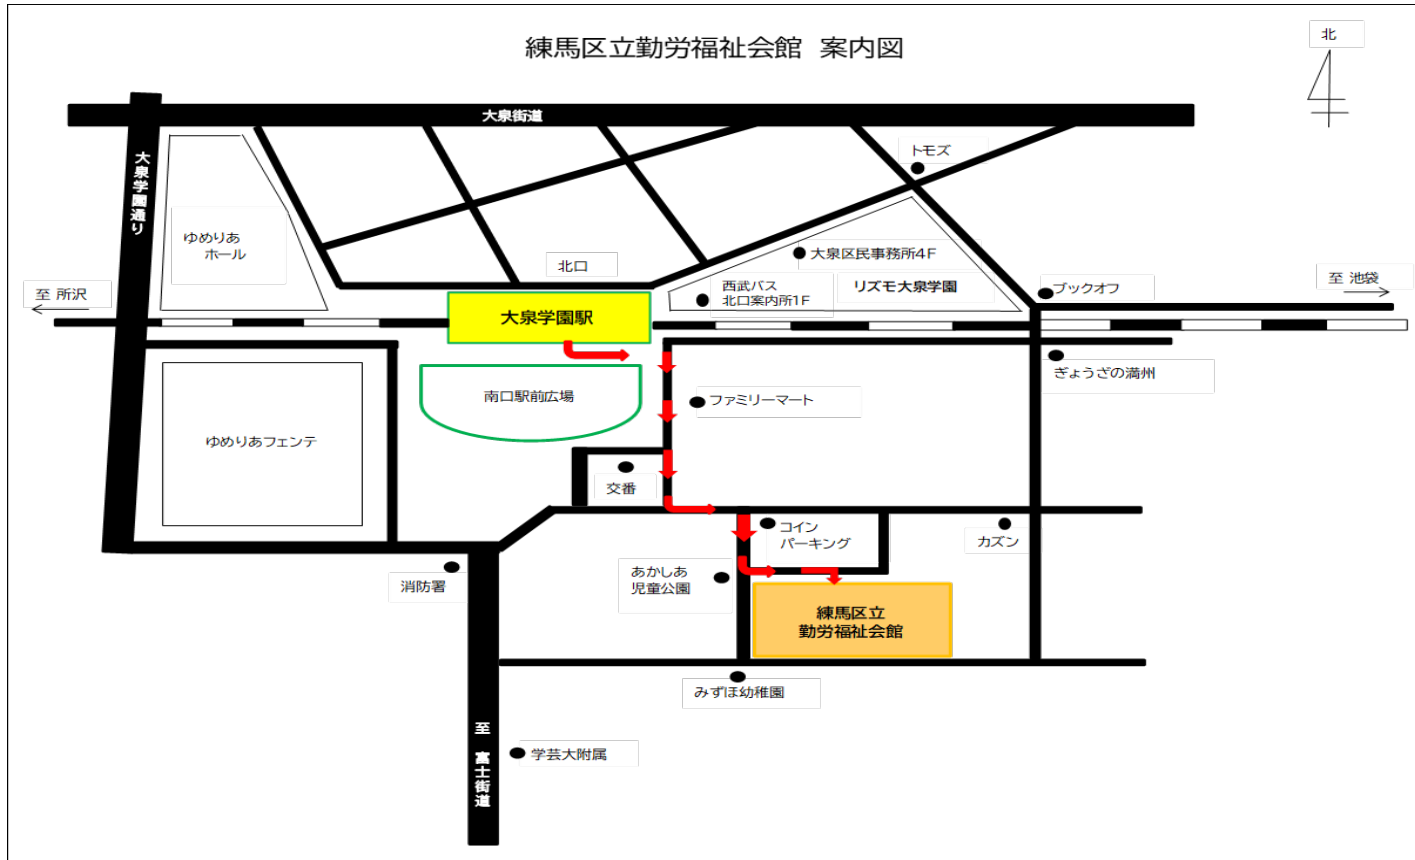 練馬区立勤労福祉会館 案内図
北
大泉街道
大泉学園通り
トモズ
ゆめりあ
ホール
北口
大泉区民事務所4F
西武バス
北口案内所1F
リズモ大泉学園
ブックオフ
至 所沢
至 池袋
大泉学園駅
南口駅前広場
ファミリーマート
ぎょうざの満州
ゆめりあフェンテ
交番
コイン
パーキング
カズン
消防署
あかしあ
児童公園
練馬区立
勤労福祉会館
みずほ幼稚園
至 富士街道
学芸大附属